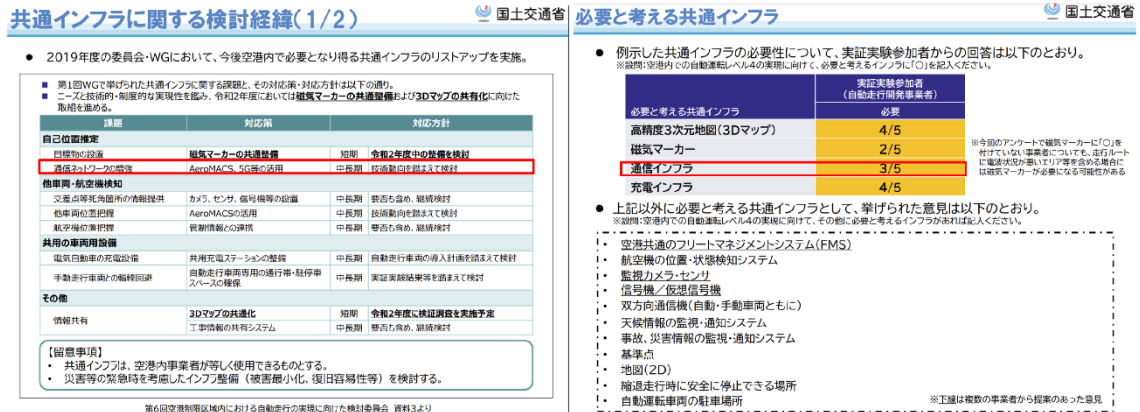 共通インフラに関する検討経緯(1/2)
国土交通省
● 2019年度の委員会・WGにおいて、今後空港内で必要となり得る共通インフラのリストアップを実施。
■ 第1回WGで挙げられた共通インフラに関する課題と、その対応策・対応方針は以下の通り。
■ ニーズと技術的・制度的な実現性を鑑み、令和2年度においては磁気マーカーの共通整備および3Dマップの共有化に向けた
取組を進める。
課題 対応策 対応方針
自己位置推定
目標物の設置 磁気マーカーの共通整備 短期 令和2年度中の整備を検討
通信ネットワークの増強 AeroMACS、5G等の活用 中長期 技術動向を踏まえて検討
他車両・航空機検知
交差点等死角箇所の情報提供 カメラ、センサ、信号機等の設置 中長期 要否も含め、継続検討
他車両位置把握 AeroMACSの活用 中長期 技術動向を踏まえて検討
航空機位置把握 管制情報との連携 中長期 要否も含め、継続検討
共用の車両用設備
電気自動車の充電設備 共用充電ステーションの整備 中長期 自動走行車両の導入計画を踏まえて検討
手動走行車両との輻輳回避 自動走行車両専用の通行帯・駐停車
スペースの確保 中長期 実証実験結果等を踏まえて検討
その他
情報共有 3Dマップの共通化 短期 令和2年度に検証調査を実施予定
工事情報の共有システム 中長期 要否も含め、継続検討
【留意事項】
・ 共通インフラは、空港内事業者が等しく使用できるものとする。
・ 災害等の緊急時を考慮したインフラ整備(被害最小化、復旧容易性等)を検討する。
第6回空港制限区域内における自動走行の実現に向けた検討委員会 資料3より
必要と考える共通インフラ
国土交通省
● 例示した共通インフラの必要性について、実証実験参加者からの回答は以下のとおり。
※設問:空港内での自動運転レベル4の実現に向けて、必要と考えるインフラに「○」を記入ください。
必要と考える共通インフラ 実証実験参加者
(自動走行開発事業者)
必要
高精度3次元地図(3Dマップ) 4/5
磁気マーカー 2/5
通信インフラ 3/5
充電インフラ 4/5
※今回のアンケートで磁気マーカーに「○」を
付けていない事業者についても、走行ルート
に電波状況が悪いエリア等を含める場合に
は磁気マーカーが必要になる可能性がある
● 上記以外に必要と考える共通インフラとして、挙げられた意見は以下のとおり。
※設問:空港内での自動運転レベル4の実現に向けて、その他に必要と考えるインフラがあれば記入ください。
・ 空港共通のフリートマネジメントシステム(FMS)
・ 航空機の位置・状態検知システム
・ 監視カメラ・センサ
・ 信号機/仮想信号機
・ 双方向通信機(自動・手動車両ともに)
・ 天候情報の監視・通知システム
・ 事故、災害情報の監視・通知システム
・ 基準点
・ 地図(2D)
・ 縮退走行時に安全に停止できる場所
・ 自動運転車両の駐車場所
※下線は複数の事業者から提案のあった意見